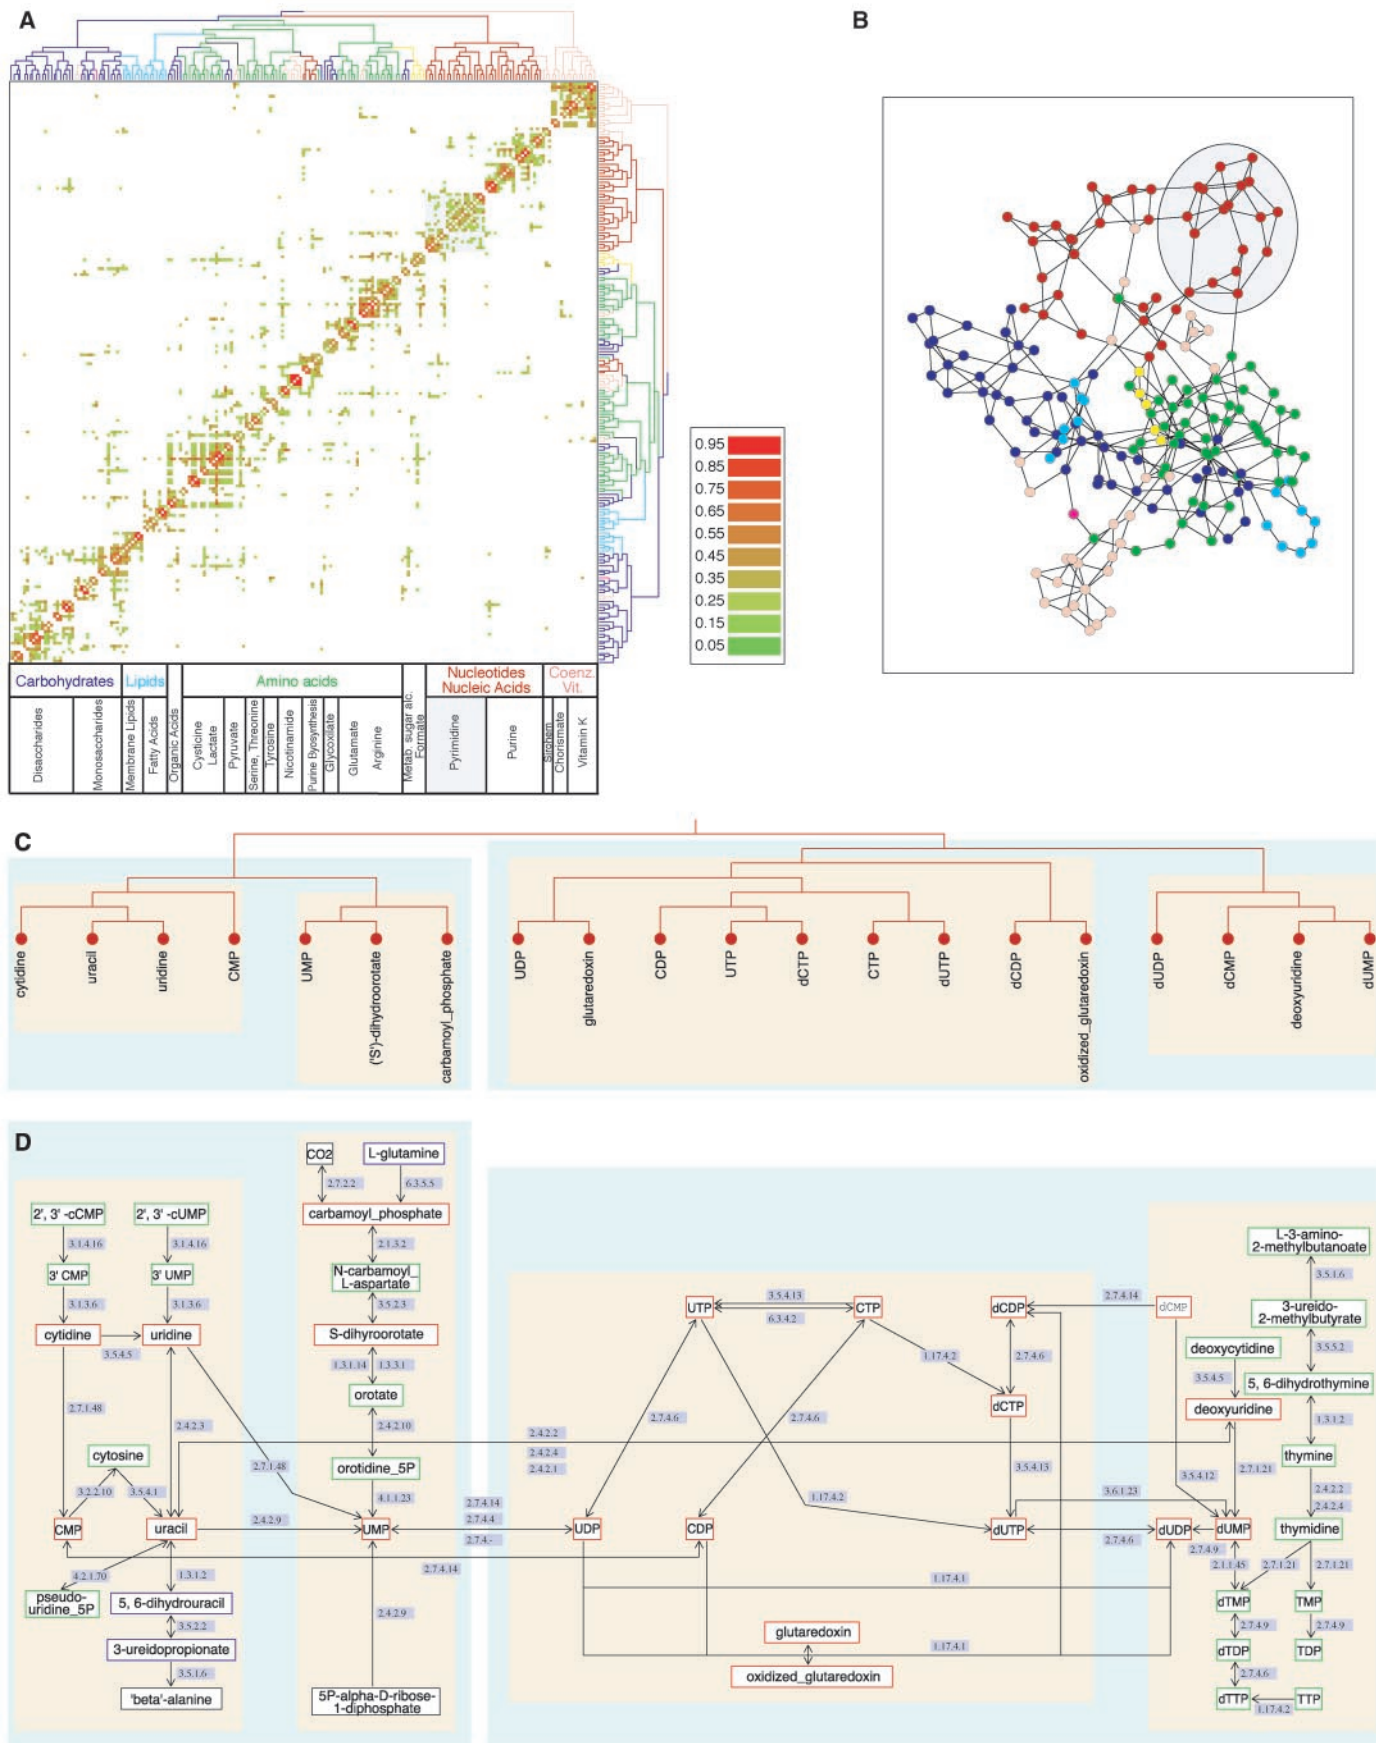 A
B
0.95
0.85
0.75
0.65
0.55
0.45
0.35
0.25
0.15
0.05
Carbohydrates
Lipids
Amino acids
Nucleotides
Nucleic Acids
Coenz.
Vit.
Disaccharides
Monosaccharides
Membrane Lipids
Fatty Acids
Organic Acids
Cysticine
Lactate
Pyruvate
Serine, Threonine
Tyrosine
Nicotinamide
Purine Byosynthesis
Glycoxilate
Glutamate
Arginine
Metab. sugar alc.
Formate
Pyrimidine
Purine
Sirohem
Chorismate
Vitamin K
C
cytidine
uracil
uridine
CMP
UMP
('S')-dihydroorotate
carbamoyl_phosphate
UDP
glutaredoxin
CDP
UTP
dCTP
CTP
dUTP
dCDP
oxidized_glutaredoxin
dUDP
dCMP
deoxyuridine
dUMP
D
CO2
L-glutamine
2.7.2.2
6.3.5.5
2', 3' -cCMP
2', 3' -cUMP
carbamoyl_phosphate
3.1.4.16
3.1.4.16
2.1.3.2
3' CMP
3' UMP
N-carbamoyl_
L-aspartate
3.1.3.6
3.1.3.6
3.5.2.3
cytidine
uridine
S-dihyroorotate
3.5.4.5
1.3.1.14
1.3.3.1
orotate
2.7.1.48
2.4.2.3
2.4.2.10
cytosine
2.7.1.48
orotidine_5P
3.2.2.10
3.5.4.1
4.1.1.23
CMP
uracil
2.4.2.9
UMP
4.2.1.70
1.3.1.2
pseudo-
uridine_5P
5, 6-dihydrouracil
3.5.2.2
3-ureidopropionate
3.5.1.6
'beta'-alanine
2.4.2.9
5P-alpha-D-ribose-
1-diphosphate
2.7.4.14
2.7.4.4
2.7.4.-
2.7.4.14
2.4.2.2
2.4.2.4
2.4.2.1
UTP
3.5.4.13
6.3.4.2
CTP
dCDP
2.7.4.14
dCMP
1.17.4.2
2.7.4.6
dCTP
2.7.4.6
2.7.4.6
3.5.4.13
1.17.4.2
3.6.1.23
UDP
CDP
dUTP
2.7.4.6
dUDP
dUMP
2.7.4.9
1.17.4.1
glutaredoxin
1.17.4.1
oxidized_glutaredoxin
L-3-amino-
2-methylbutanoate
3.5.1.6
3-ureido-
2-methylbutyrate
deoxycytidine
3.5.5.2
3.5.4.5
5, 6-dihydrothymine
deoxyuridine
1.3.1.2
thymine
3.5.4.12
2.7.1.21
2.4.2.2
2.4.2.4
thymidine
2.1.1.45
2.7.1.21
2.7.1.21
dTMP
TMP
2.7.4.9
2.7.4.9
dTDP
TDP
2.7.4.6
dTTP
TTP
1.17.4.2